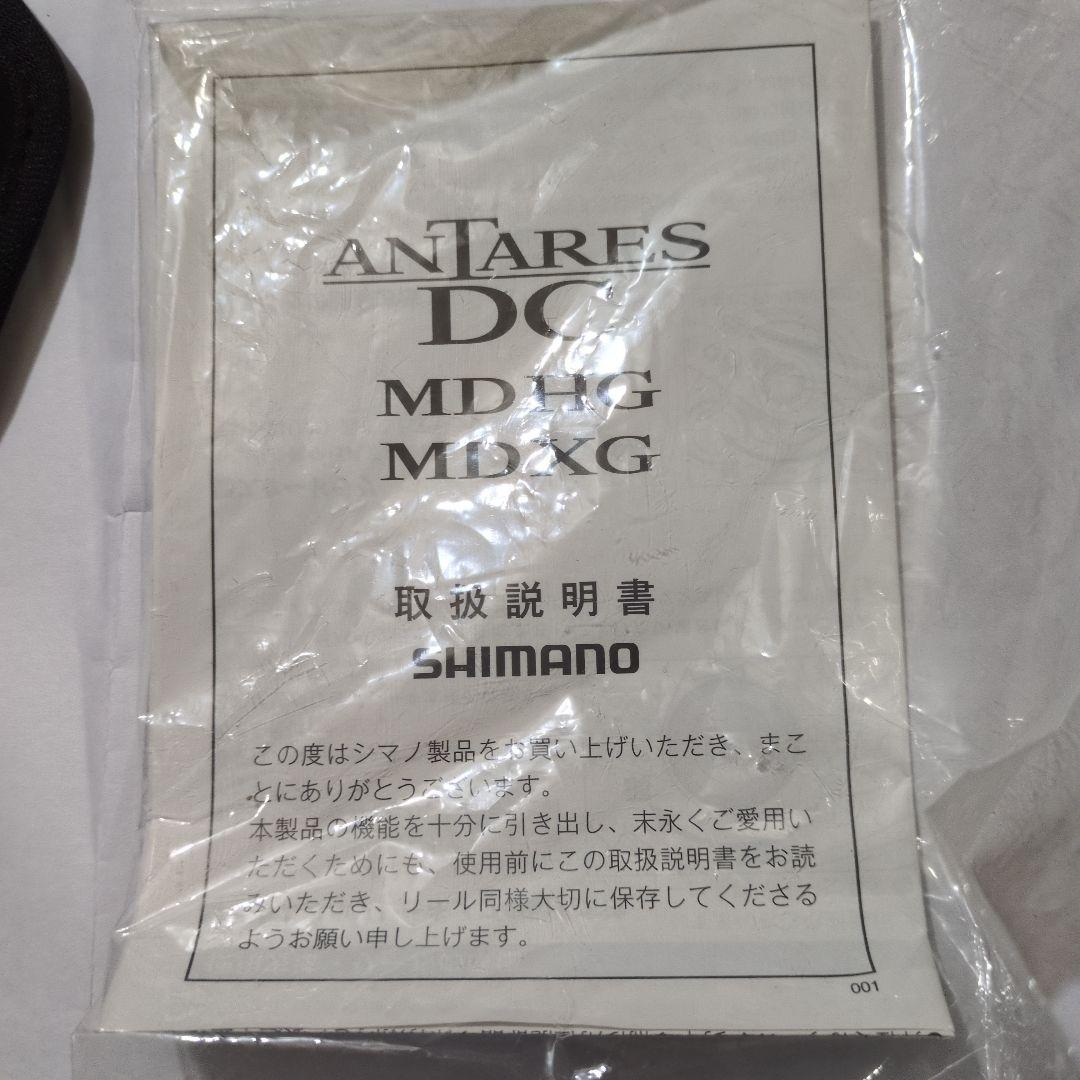 ANTARES
DC
MD HG
MD XG
取扱説明書
SHIMANO
この度はシマノ製品をお買い上げいただき、まこ
とにありがとうございます。
本製品の機能を十分に引き出し、末永くご愛用い
ただくためにも、使用前にこの取扱説明書をお読
みいただき、リール同様大切に保存してくださる
ようお願い申し上げます。
001